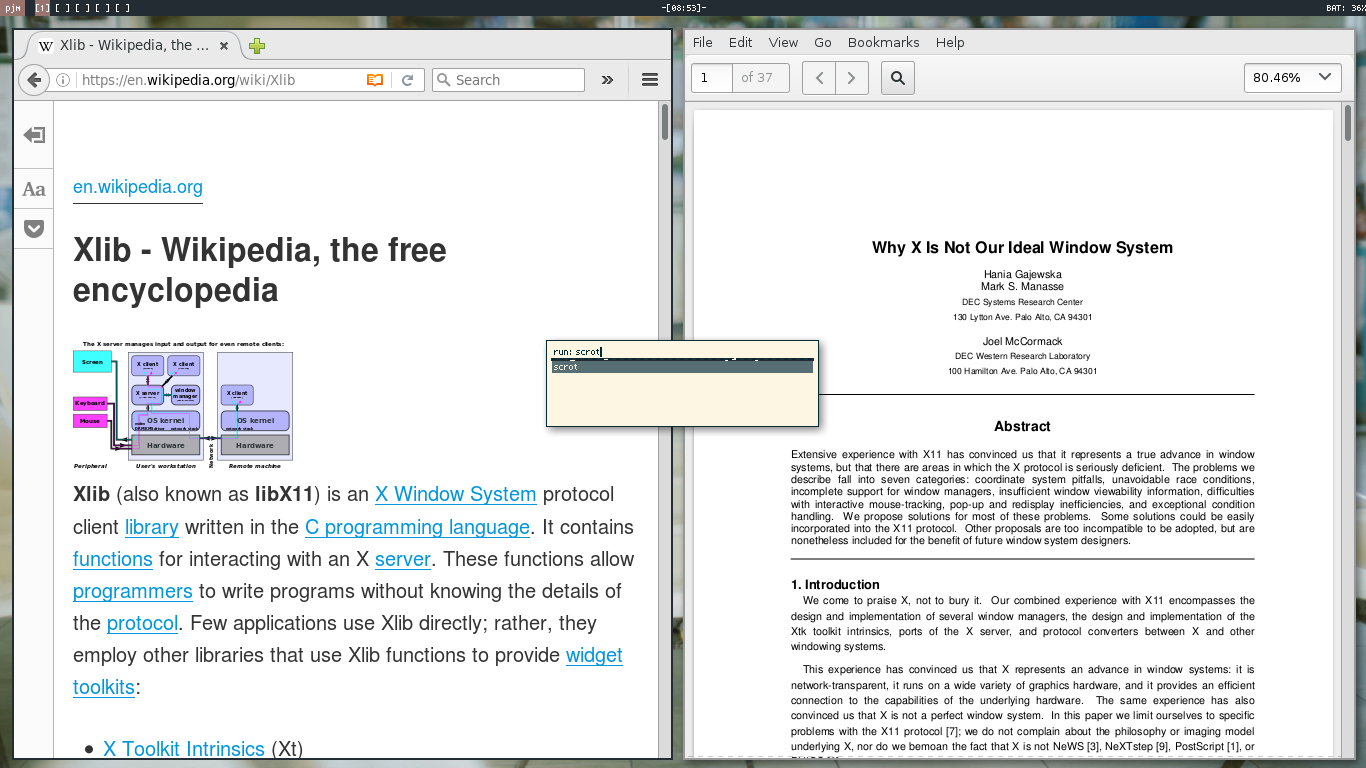 pjm [1] [ ] [ ] [ ] [ ] [ ]
-[08:53]-
BAT: 36%
W Xlib - Wikipedia, the ...
https://en.wikipedia.org/wiki/Xlib
Search
Aa
en.wikipedia.org
Xlib - Wikipedia, the free
encyclopedia
The X server manages input and output for even remote clients:
Screen
X client
X client
X server
window
manager
X client
Keyboard
Mouse
OS kernel
OS kernel
Hardware
Network
Hardware
Peripheral
User's workstation
Remote machine
Xlib (also known as libX11) is an X Window System protocol
client library written in the C programming language. It contains
functions for interacting with an X server. These functions allow
programmers to write programs without knowing the details of
the protocol. Few applications use Xlib directly; rather, they
employ other libraries that use Xlib functions to provide widget
toolkits:
• X Toolkit Intrinsics (Xt)
run: scrot
scrot
File Edit View Go Bookmarks Help
1 of 37
80.46%
Why X Is Not Our Ideal Window System
Hania Gajewska
Mark S. Manasse
DEC Systems Research Center
130 Lytton Ave. Palo Alto, CA 94301
Joel McCormack
DEC Western Research Laboratory
100 Hamilton Ave. Palo Alto, CA 94301
Abstract
Extensive experience with X11 has convinced us that it represents a true advance in window
systems, but that there are areas in which the X protocol is seriously deficient. The problems we
describe fall into seven categories: coordinate system pitfalls, unavoidable race conditions,
incomplete support for window managers, insufficient window viewability information, difficulties
with interactive mouse-tracking, pop-up and redisplay inefficiencies, and exceptional condition
handling. We propose solutions for most of these problems. Some solutions could be easily
incorporated into the X11 protocol. Other proposals are too incompatible to be adopted, but are
nonetheless included for the benefit of future window system designers.
1. Introduction
We come to praise X, not to bury it. Our combined experience with X11 encompasses the
design and implementation of several window managers, the design and implementation of the
Xtk toolkit intrinsics, ports of the X server, and protocol converters between X and other
windowing systems.
This experience has convinced us that X represents an advance in window systems: it is
network-transparent, it runs on a wide variety of graphics hardware, and it provides an efficient
connection to the capabilities of the underlying hardware. The same experience has also
convinced us that X is not a perfect window system. In this paper we limit ourselves to specific
problems with the X11 protocol [7]; we do not complain about the philosophy or imaging model
underlying X, nor do we bemoan the fact that X is not NeWS [3], NeXTstep [9], PostScript [1], or